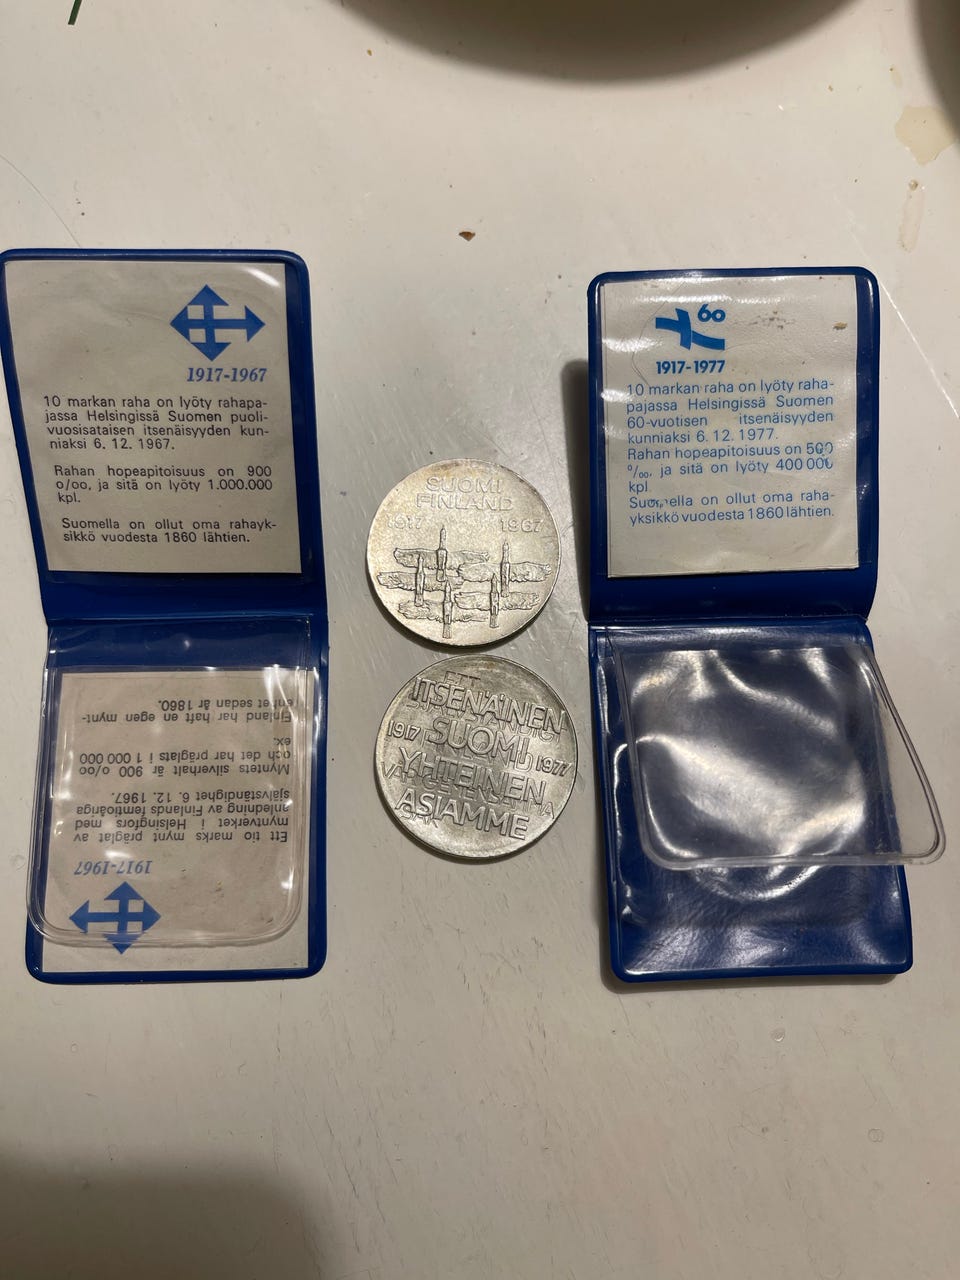 1917-1967
10 markan raha on lyöty rahapa-
jassa Helsingissä Suomen puoli-
vuosisataisen itsenäisyyden kun-
niaksi 6. 12. 1967.
Rahan hopeapitoisuus on 900
o/oo, ja sitä on lyöty 1.000.000
kpl.
Suomella on ollut oma rahayk-
sikkö vuodesta 1860 lähtien.
1917-1967
Ett tio marks mynt präglat av
myntverket i Helsingfors med
anledning av Finlands femtioåriga
självständighet 6. 12. 1967.
Myntets silverhalt är 900 o/oo
och det har präglats i 1 000 000
ex.
Finland har haft en egen mynt-
enhet sedan år 1860.
SUOMI
FINLAND
1917 1967
ETT
ITSENÄINEN
SUOMI
1917 1977
YHTEINEN
ASIAMME
60
1917-1977
10 markan raha on lyöty raha-
pajassa Helsingissä Suomen
60-vuotisen itsenäisyyden
kunniaksi 6. 12. 1977.
Rahan hopeapitoisuus on 500
o/oo, ja sitä on lyöty 400 000
kpl.
Suomella on ollut oma raha-
yksikkö vuodesta 1860 lähtien.